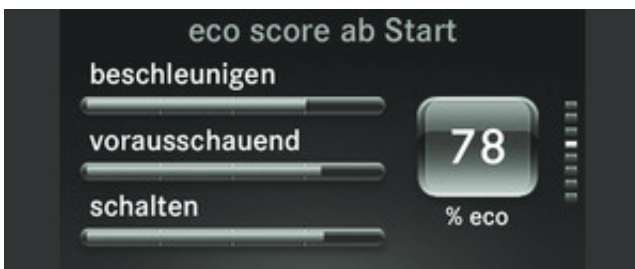 eco score ab Start
beschleunigen
vorausschauend
78
schalten
% eco